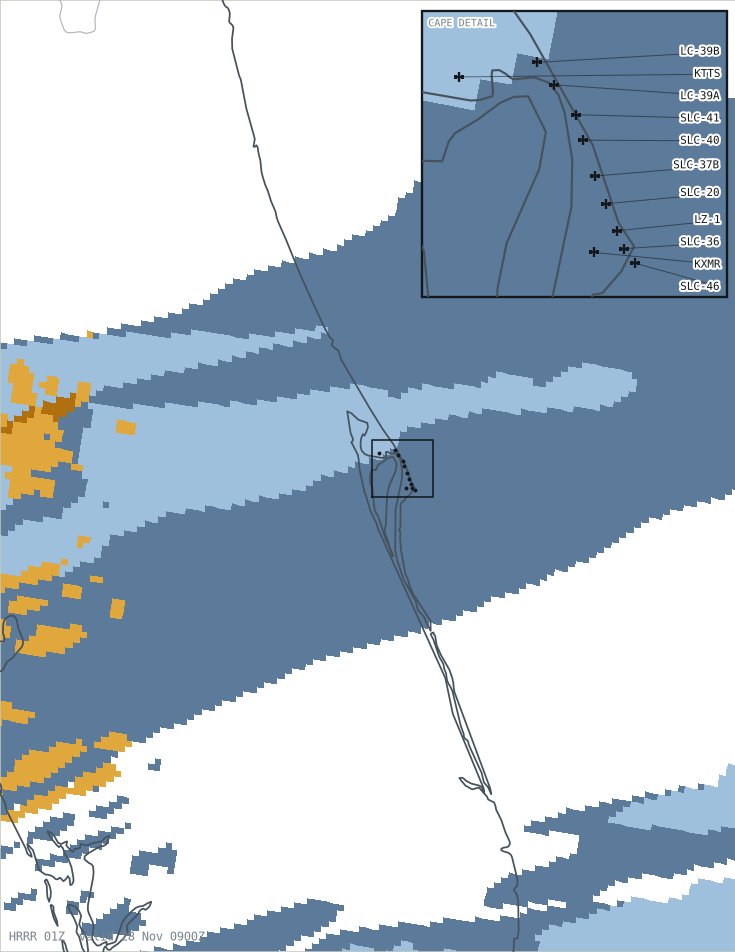 CAPE DETAIL
LC-39B
KTTS
LC-39A
SLC-41
SLC-40
SLC-37B
SLC-20
LZ-1
SLC-36
KXMR
SLC-46
HRRR 01Z 28 Nov 0900Z